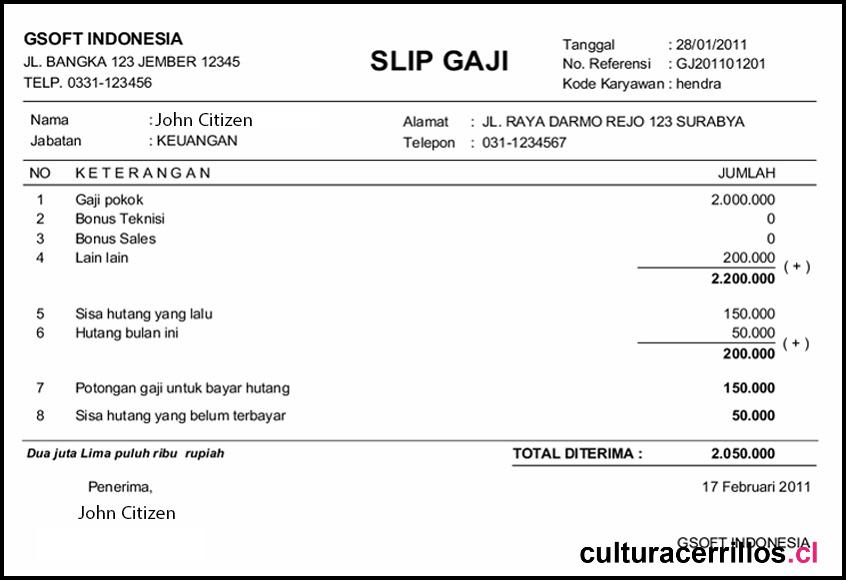 GSOFT INDONESIA
JL. BANGKA 123 JEMBER 12345
TELP. 0331-123456
SLIP GAJI
Tanggal : 28/01/2011
No. Referensi : GJ201101201
Kode Karyawan : hendra
Nama : John Citizen
Jabatan : KEUANGAN
Alamat : JL. RAYA DARMO REJO 123 SURABYA
Telepon : 031-1234567
NO KETERANGAN JUMLAH
1 Gaji pokok 2.000.000
2 Bonus Teknisi 0
3 Bonus Sales 0
4 Lain lain 200.000 (+)
2.200.000
5 Sisa hutang yang lalu 150.000
6 Hutang bulan ini 50.000 (+)
200.000
7 Potongan gaji untuk bayar hutang 150.000
8 Sisa hutang yang belum terbayar 50.000
Dua juta Lima puluh ribu rupiah TOTAL DITERIMA : 2.050.000
Penerima, 17 Februari 2011
John Citizen
GSOFT INDONESIA
culturacerrillos.cl